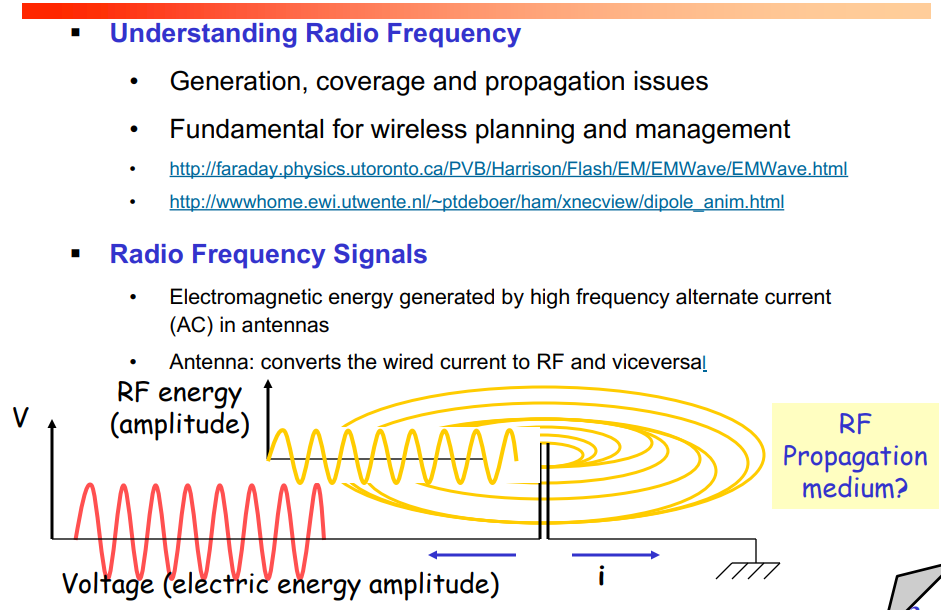 Understanding Radio Frequency
Generation, coverage and propagation issues
Fundamental for wireless planning and management
http://faraday.physics.utoronto.ca/PVB/Harrison/Flash/EM/EMWave/EMWave.html
http://wwwhome.ewi.utwente.nl/~ptdeboer/ham/xnecview/dipole_anim.html
Radio Frequency Signals
Electromagnetic energy generated by high frequency alternate current
(AC) in antennas
Antenna: converts the wired current to RF and viceversal
RF energy
(amplitude)
V
RF
Propagation
medium?
Voltage (electric energy amplitude)
i